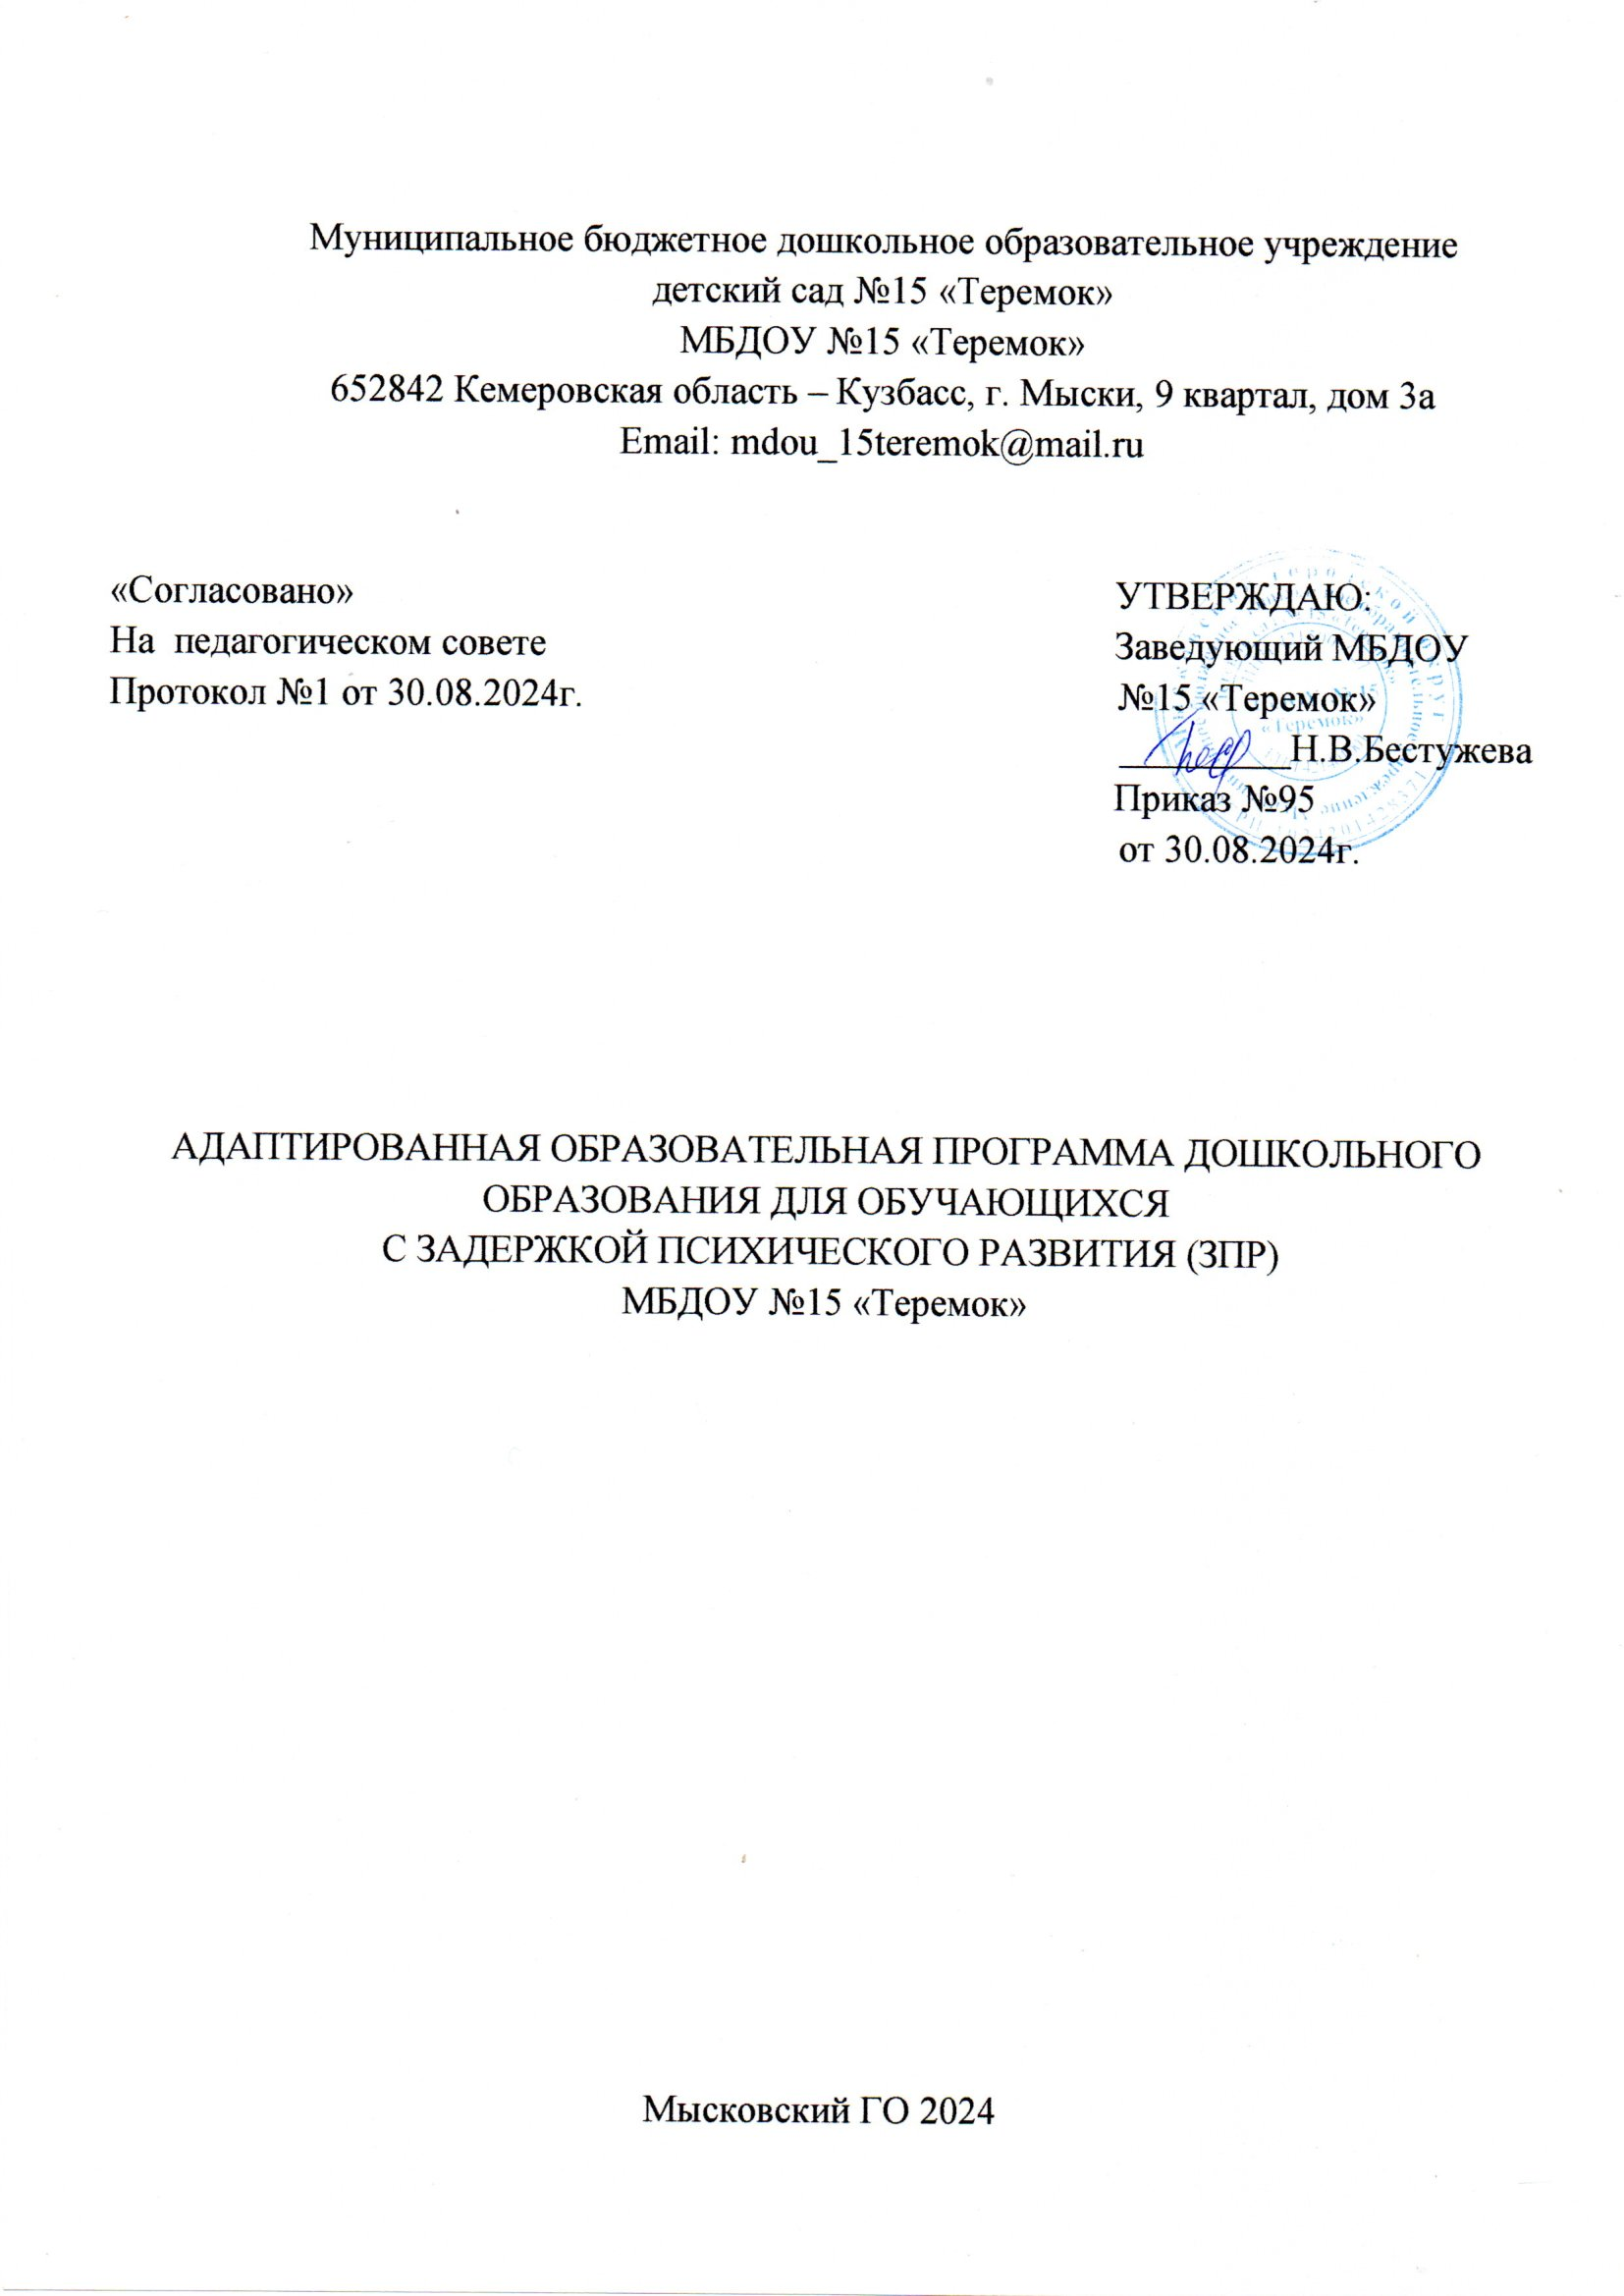 Муниципальное бюджетное дошкольное образовательное учреждение
детский сад №15 «Теремок»
МБДОУ №15 «Теремок»
652842 Кемеровская область – Кузбасс, г. Мыски, 9 квартал, дом 3а
Email: mdou_15teremok@mail.ru
«Согласовано»
На педагогическом совете
Протокол №1 от 30.08.2024г.
УТВЕРЖДАЮ:
Заведующий МБДОУ
№15 «Теремок»
_________Н.В.Бестужева
Приказ №95
от 30.08.2024г.
«Теремок»
АДАПТИРОВАННАЯ ОБРАЗОВАТЕЛЬНАЯ ПРОГРАММА ДОШКОЛЬНОГО
ОБРАЗОВАНИЯ ДЛЯ ОБУЧАЮЩИХСЯ
С ЗАДЕРЖКОЙ ПСИХИЧЕСКОГО РАЗВИТИЯ (ЗПР)
МБДОУ №15 «Теремок»
Мысковский ГО 2024